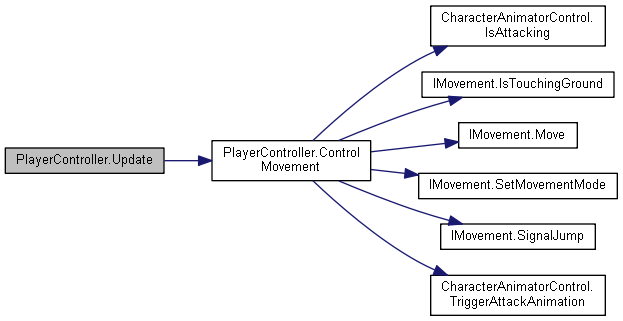 PlayerController.Update
PlayerController.Control
Movement
CharacterAnimatorControl.
IsAttacking
IMovement.IsTouchingGround
IMovement.Move
IMovement.SetMovementMode
IMovement.SignalJump
CharacterAnimatorControl.
TriggerAttackAnimation